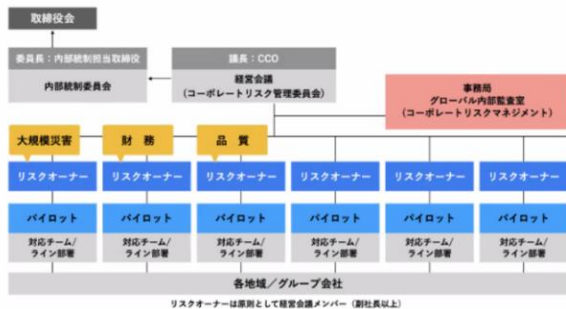 取締役会
委員長：内部統制担当取締役
内部統制委員会
議長：CCO
経営会議
（コーポレートリスク管理委員会）
事務局
グローバル内部監査室
（コーポレートリスクマネジメント）
大規模災害
財　務
品　質
リスクオーナー
リスクオーナー
リスクオーナー
リスクオーナー
リスクオーナー
リスクオーナー
パイロット
パイロット
パイロット
パイロット
パイロット
パイロット
対応チーム/
ライン部署
対応チーム/
ライン部署
対応チーム/
ライン部署
対応チーム/
ライン部署
対応チーム/
ライン部署
対応チーム/
ライン部署
各地域／グループ会社
リスクオーナーは原則として経営会議メンバー（副社長以上）